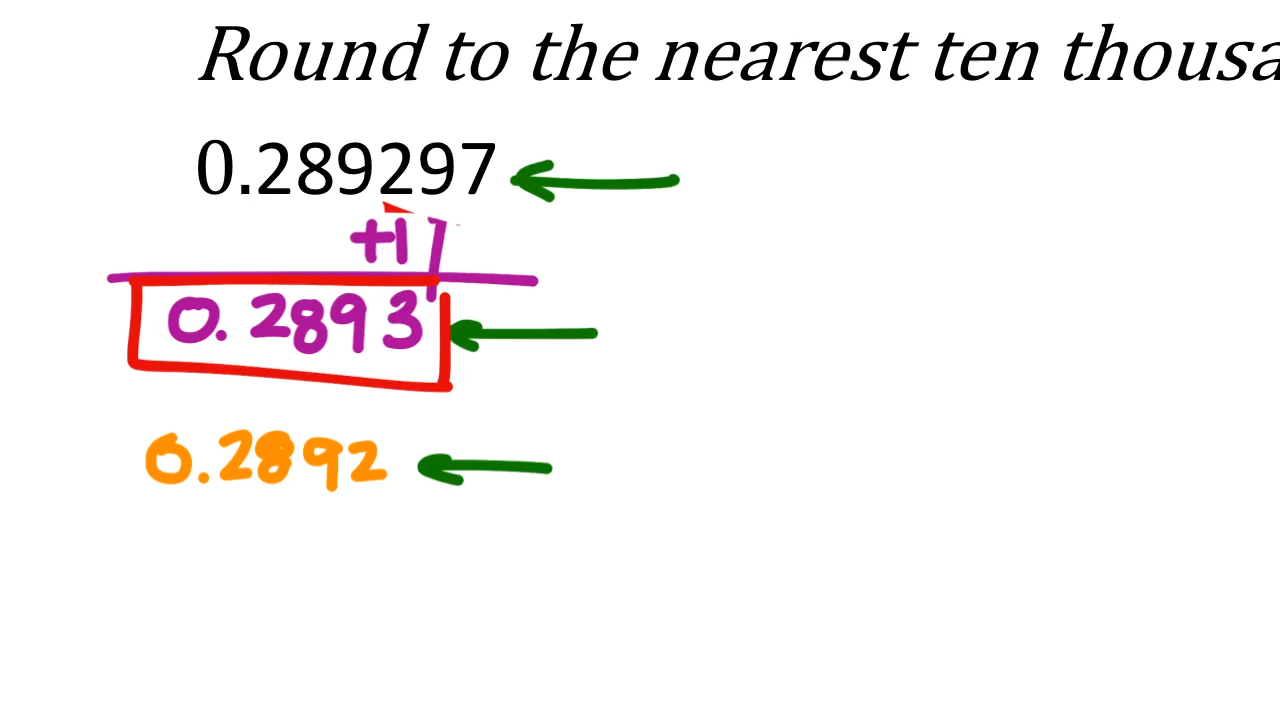 Round to the nearest ten thousa
0.289297
+1
0.2893
0.2892